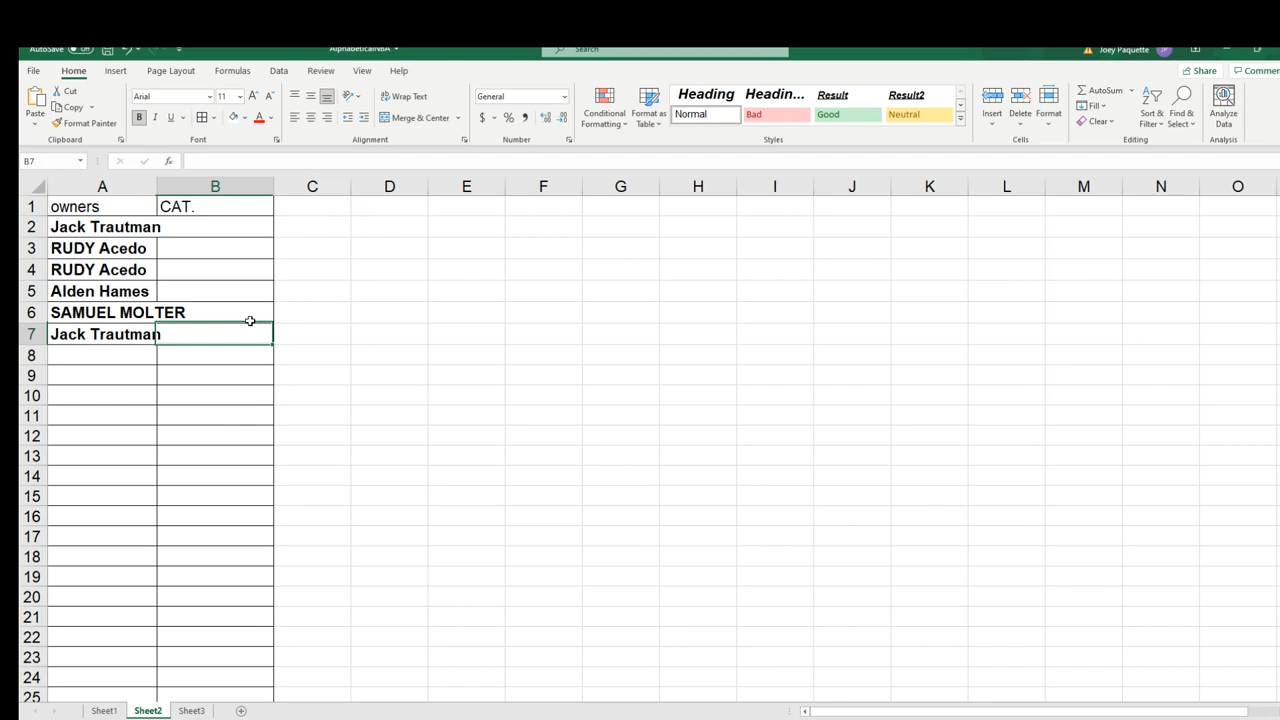 AutoSave Off AlphabeticalNBA Search Joey Paquette JP
File Home Insert Page Layout Formulas Data Review View Help Share Comme
Paste Cut Copy Format Painter Clipboard
Arial 11 B I U A A A Font
Wrap Text Merge & Center Alignment
General $ % Number
Conditional Formatting Format as Table Heading Headin... Result Result2 Normal Bad Good Neutral Styles
Insert Delete Format Cells
AutoSum Fill Clear Sort & Filter Find & Select Editing
Analyze Data Analysis
B7 fx
A B C D E F G H I J K L M N O
1 owners CAT.
2 Jack Trautman
3 RUDY Acedo
4 RUDY Acedo
5 Alden Hames
6 SAMUEL MOLTER
7 Jack Trautman
8
9
10
11
12
13
14
15
16
17
18
19
20
21
22
23
24
25
Sheet1 Sheet2 Sheet3